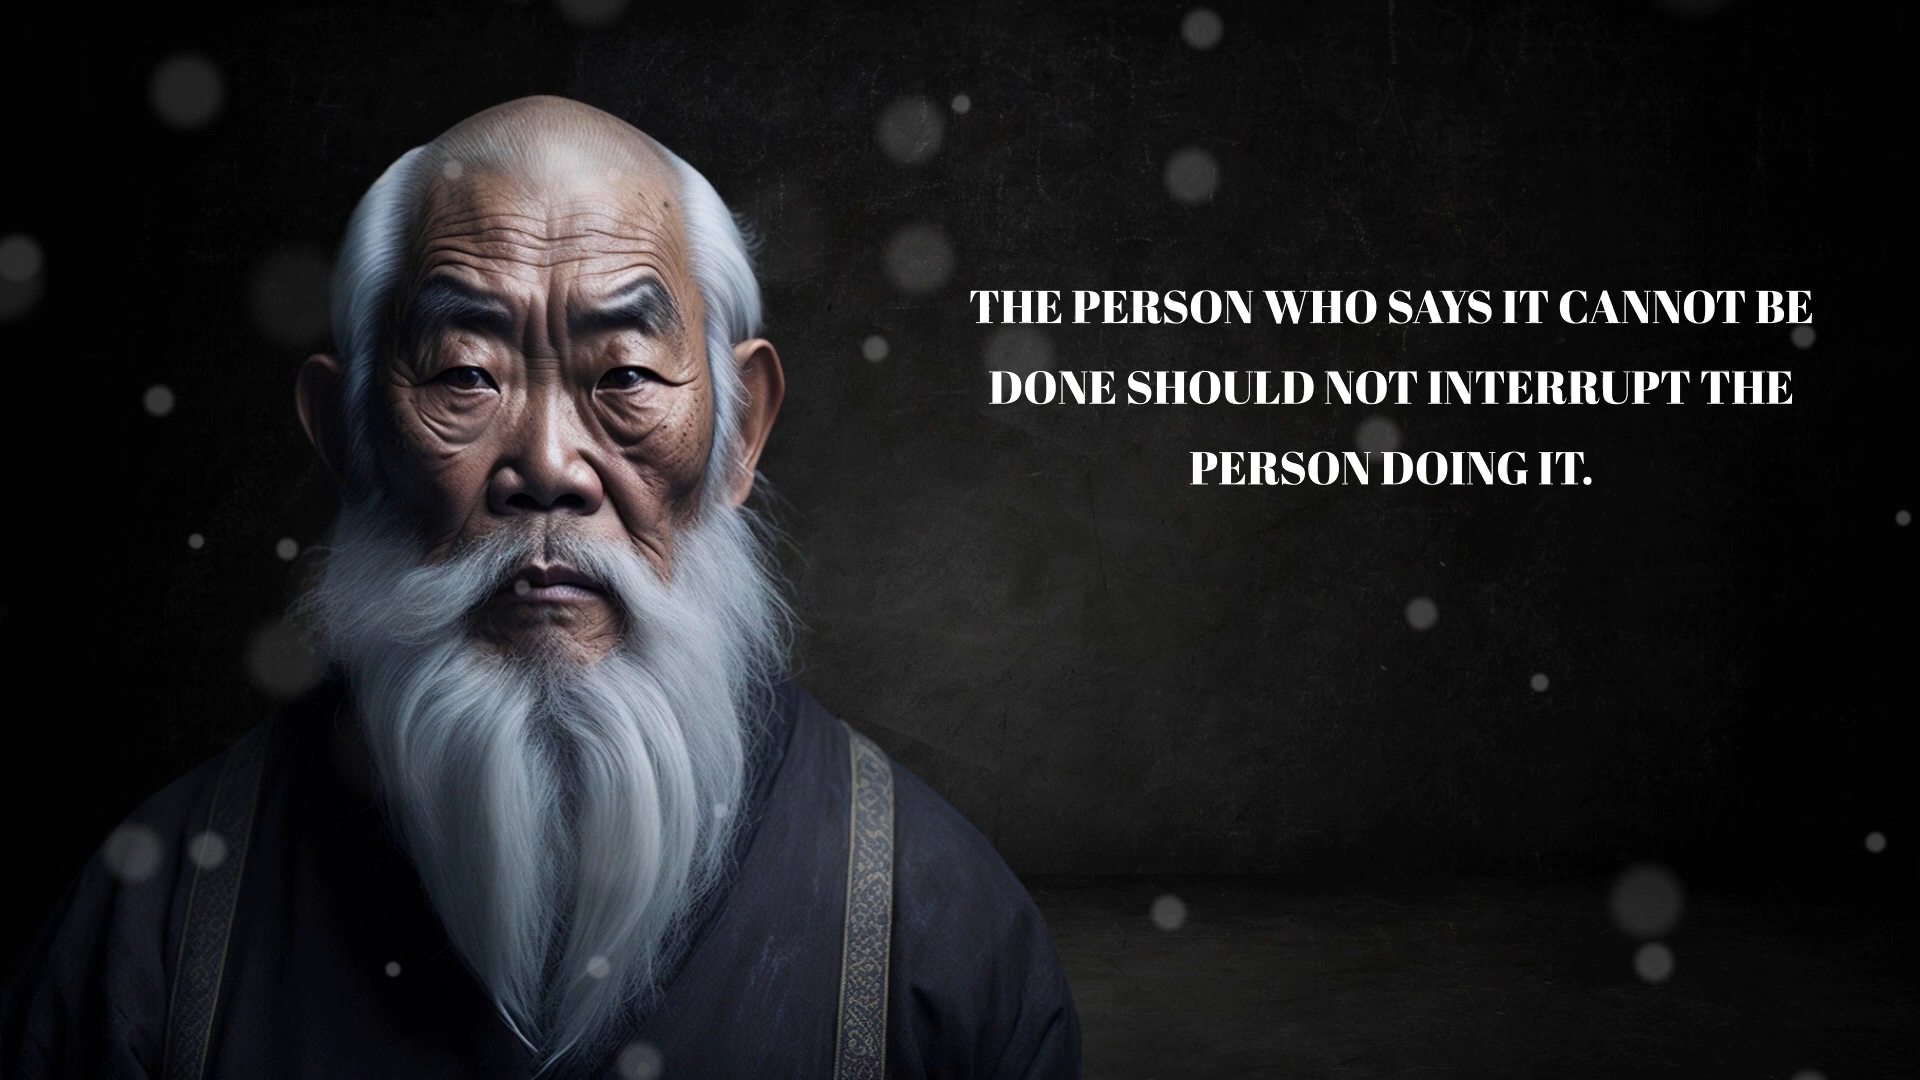 THE PERSON WHO SAYS IT CANNOT BE
DONE SHOULD NOT INTERRUPT THE
PERSON DOING IT.